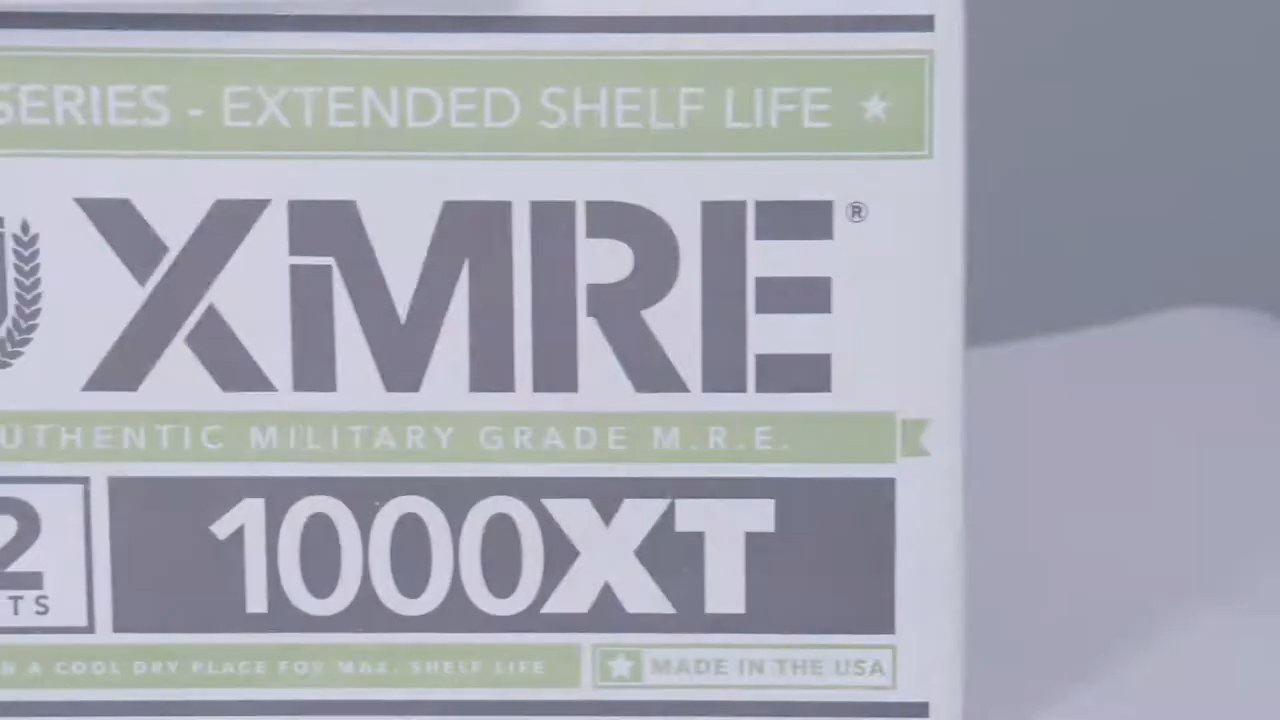 SERIES - EXTENDED SHELF LIFE
XMRE®
UTHENTIC MILITARY GRADE M.R.E.
2
TS
1000XT
A COOL DRY PLACE FOR MAX. SHELF LIFE
MADE IN THE USA